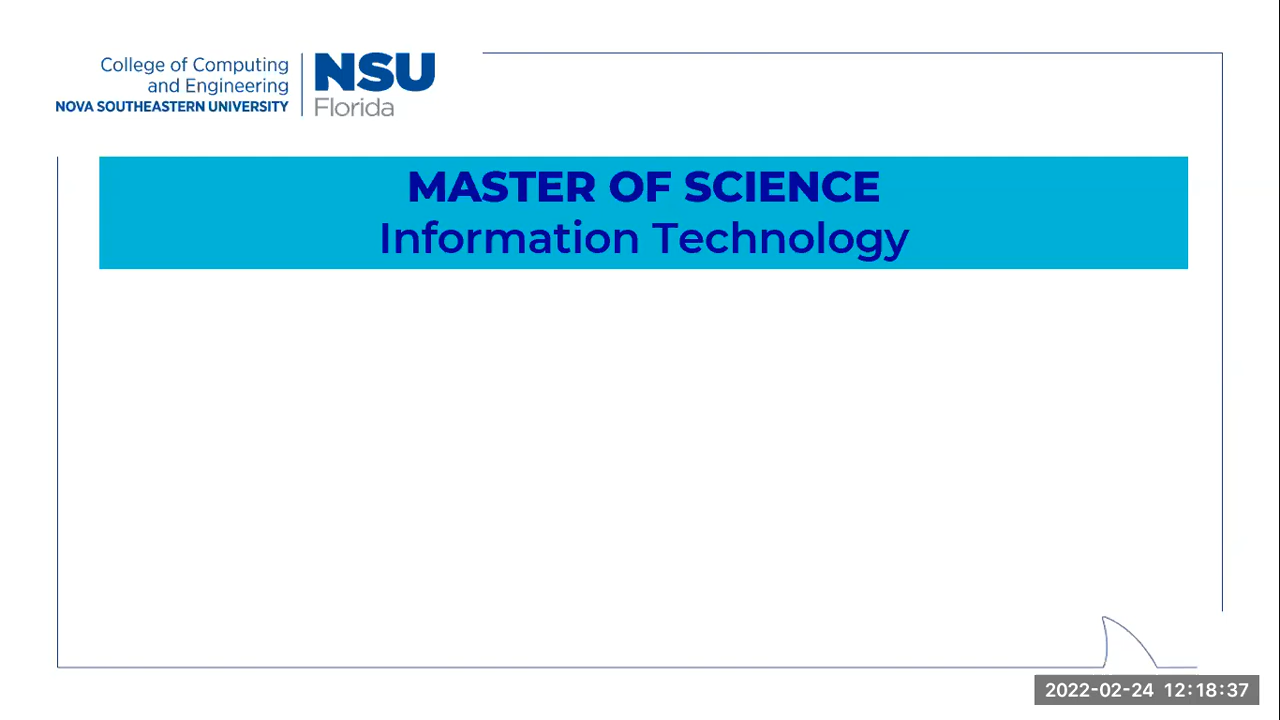 College of Computing
and Engineering
NOVA SOUTHEASTERN UNIVERSITY
NSU
Florida
MASTER OF SCIENCE
Information Technology
2022-02-24 12:18:37